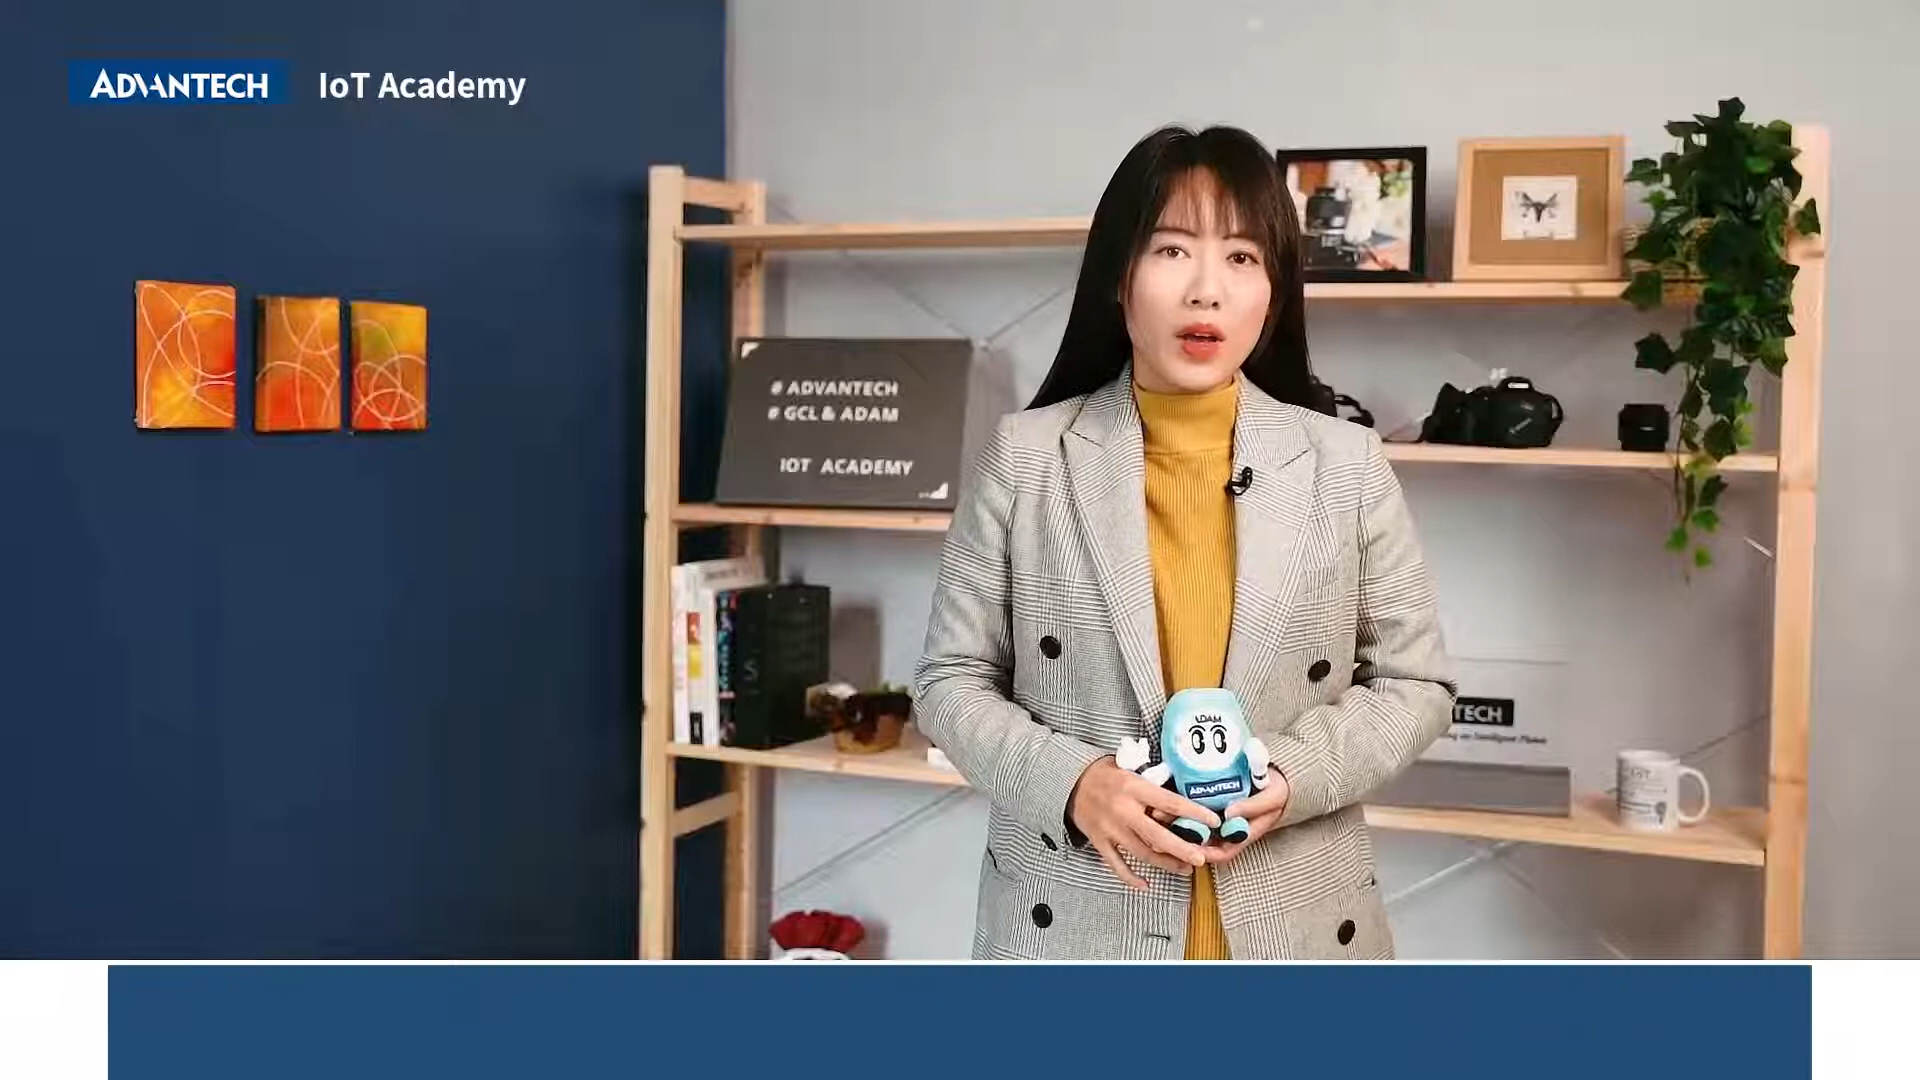 ADVANTECH IoT Academy
# ADVANTECH
# GCL & ADAM
IOT ACADEMY
ADAM
ADVANTECH
TECH